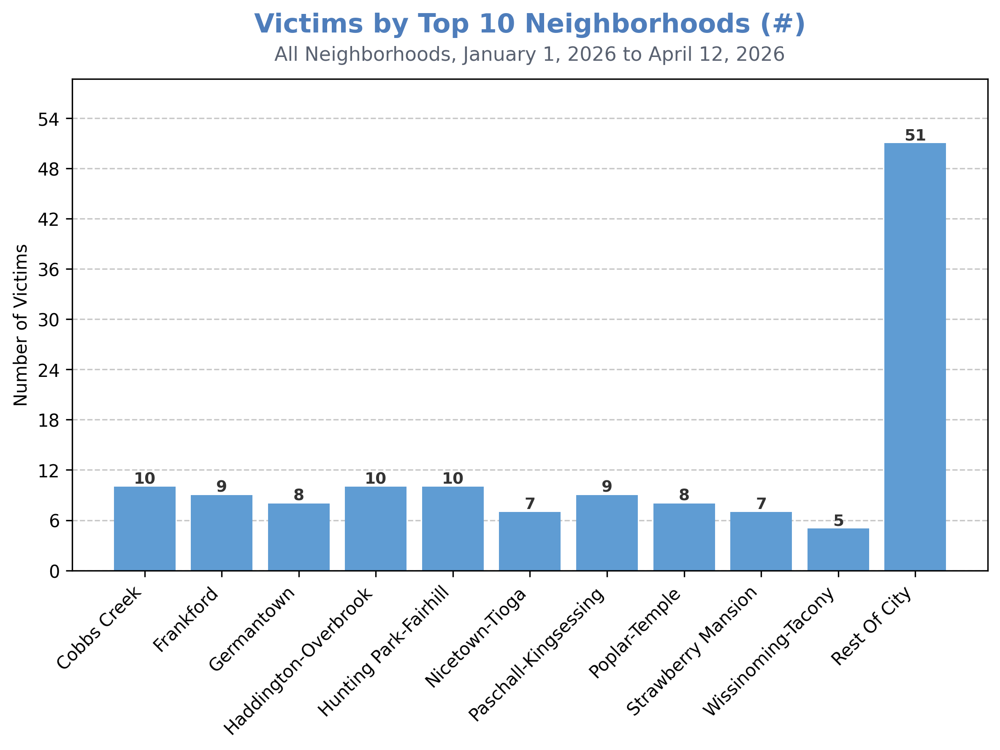 Victims by Top 10 Neighborhoods (#)
All Neighborhoods, January 1, 2026 to April 12, 2026
Number of Victims
54
48
42
36
30
24
18
12
6
0
10
9
8
10
10
7
9
8
7
5
51
Cobbs Creek
Frankford
Germantown
Haddington-Overbrook
Hunting Park-Fairhill
Nicetown-Tioga
Paschall-Kingsessing
Poplar-Temple
Strawberry Mansion
Wissinoming-Tacony
Rest Of City